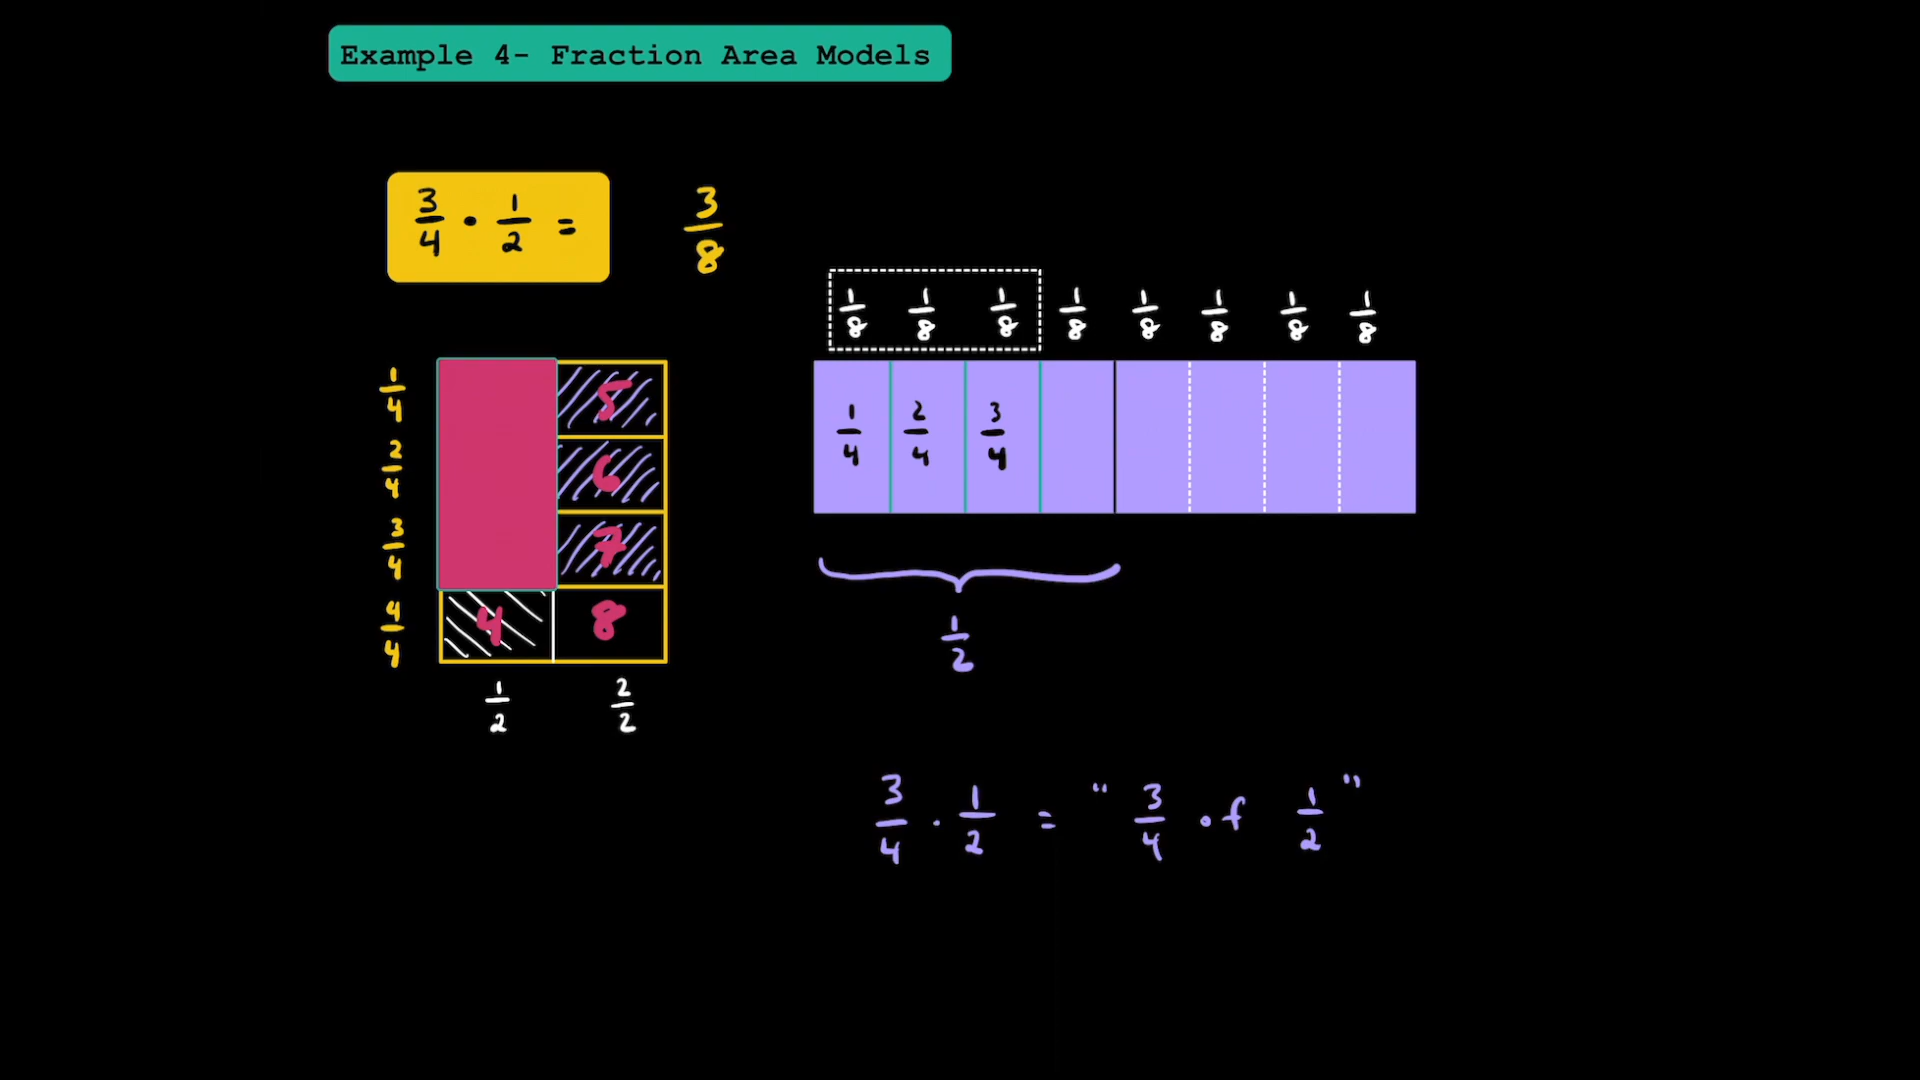 Example 4- Fraction Area Models
3/4 • 1/2 = 3/8
1/8 1/8 1/8 1/8 1/8 1/8 1/8 1/8
1/4 5
2/4 6
3/4 7
4/4 4 8
1/2 2/2
1/4 2/4 3/4
1/2
3/4 · 1/2 = " 3/4 of 1/2 "